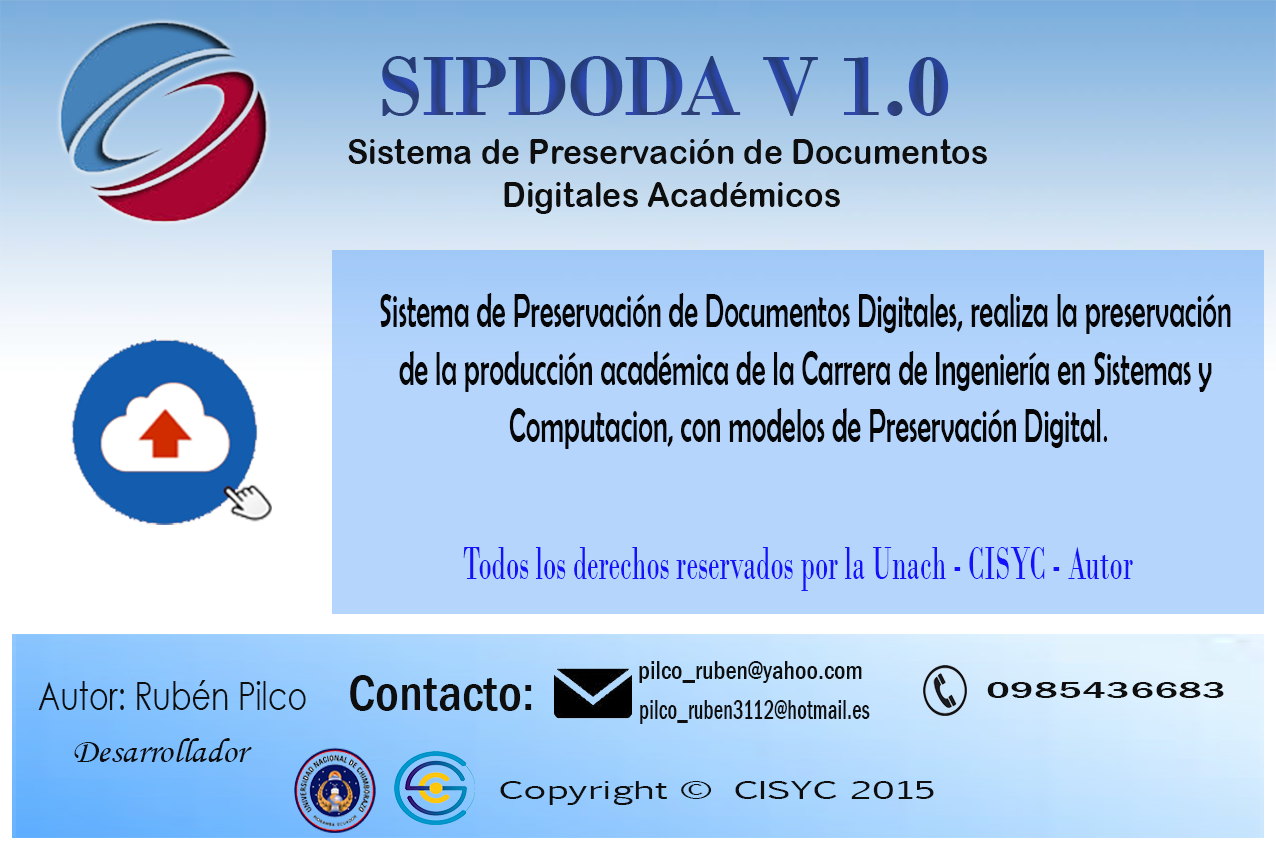 SIPDODA V 1.0
Sistema de Preservación de Documentos
Digitales Académicos
Sistema de Preservación de Documentos Digitales, realiza la preservación
de la producción académica de la Carrera de Ingeniería en Sistemas y
Computacion, con modelos de Preservación Digital.
Todos los derechos reservados por la Unach - CISYC - Autor
Autor: Rubén Pilco
Desarrollador
Contacto:
pilco_ruben@yahoo.com
pilco_ruben3112@hotmail.es
0985436683
UNIVERSIDAD NACIONAL DE CHIMBORAZO
RIOBAMBA-ECUADOR
Copyright © CISYC 2015